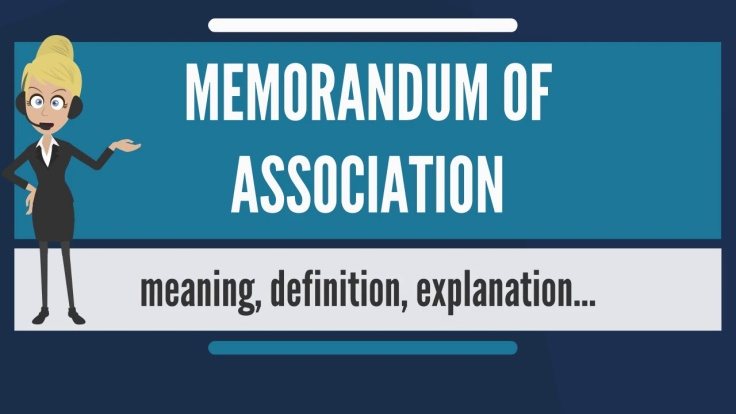 MEMORANDUM OF
ASSOCIATION
meaning, definition, explanation...